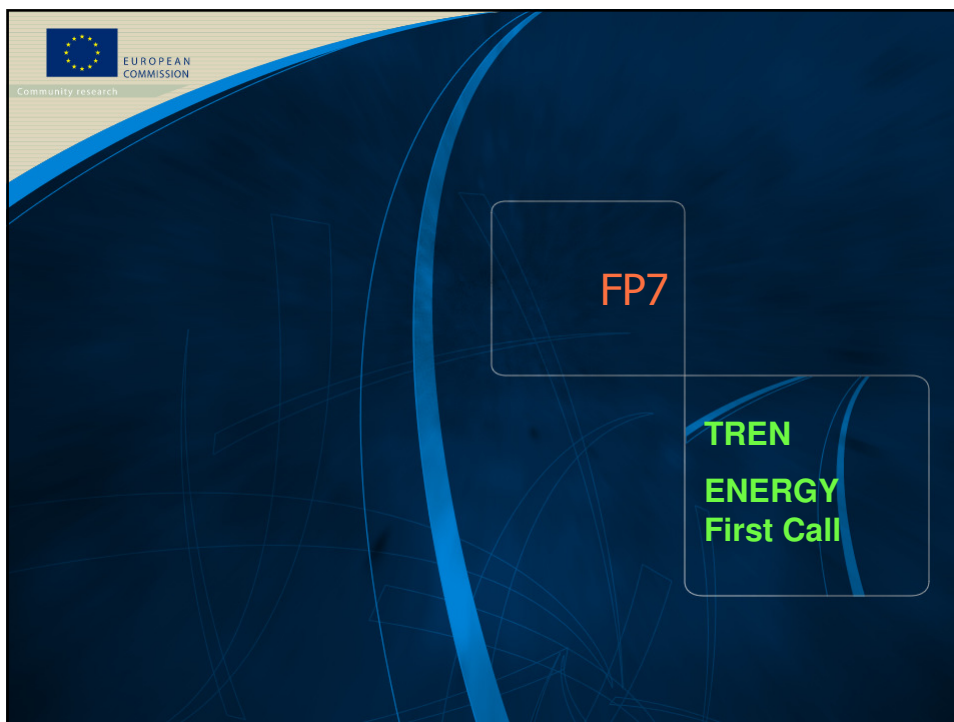 EUROPEAN
COMMISSION
Community research
FP7
TREN
ENERGY
First Call